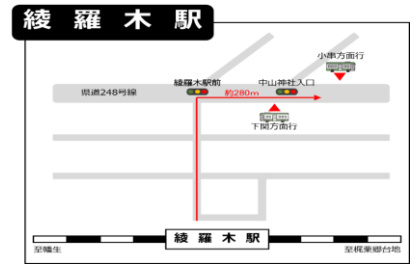 綾羅木駅
小串方面行
綾羅木駅前
中山神社入口
県道248号線
約280m
下関方面行
綾羅木駅
至幡生
至梶栗郷台地